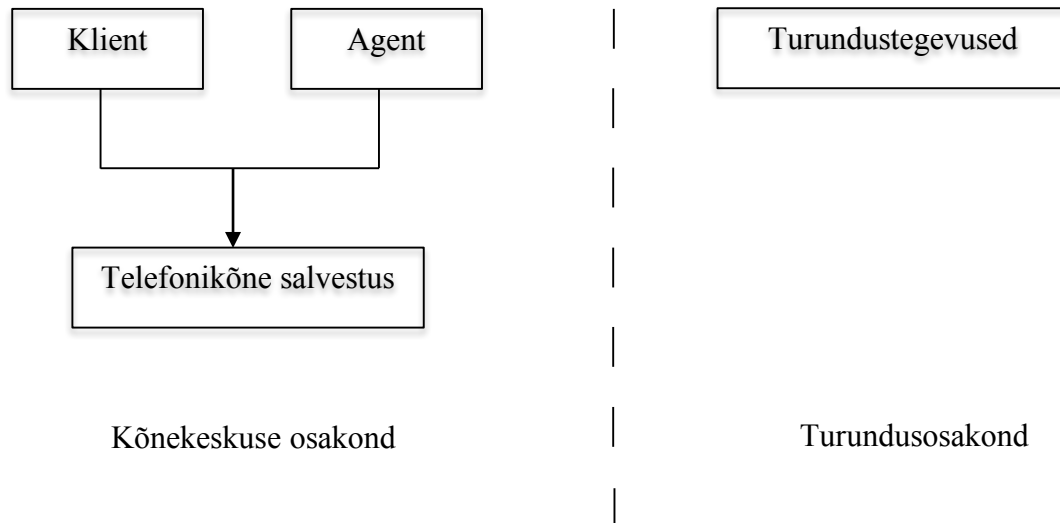 Klient
Agent
Turundustegevused
Telefonikõne salvestus
Kõnekeskuse osakond
Turundusosakond